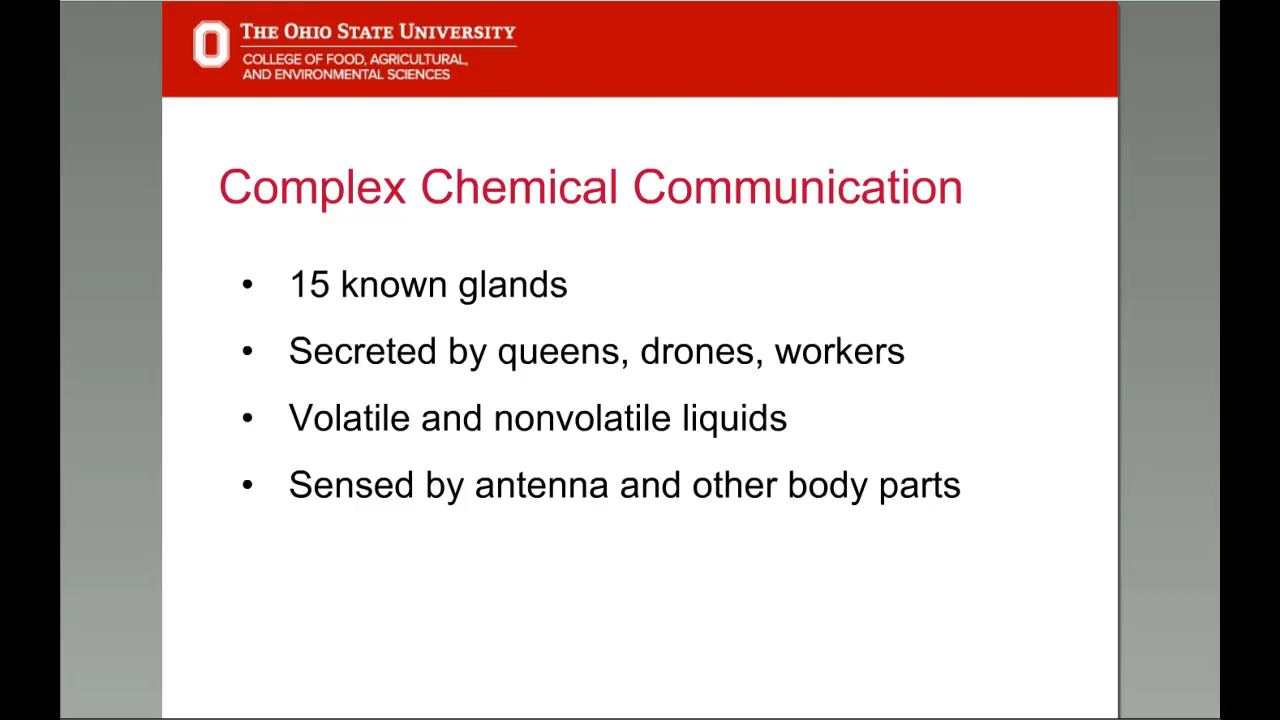 THE OHIO STATE UNIVERSITY
COLLEGE OF FOOD, AGRICULTURAL,
AND ENVIRONMENTAL SCIENCES
Complex Chemical Communication
• 15 known glands
• Secreted by queens, drones, workers
• Volatile and nonvolatile liquids
• Sensed by antenna and other body parts